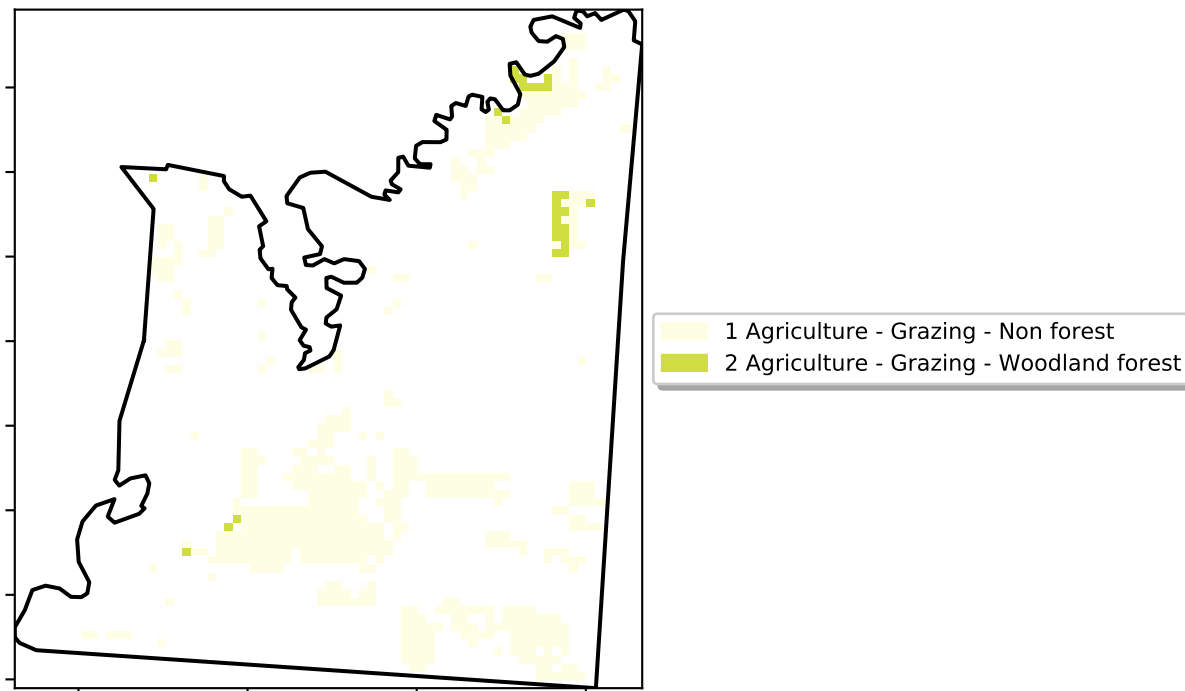 1 Agriculture - Grazing - Non forest
2 Agriculture - Grazing - Woodland forest